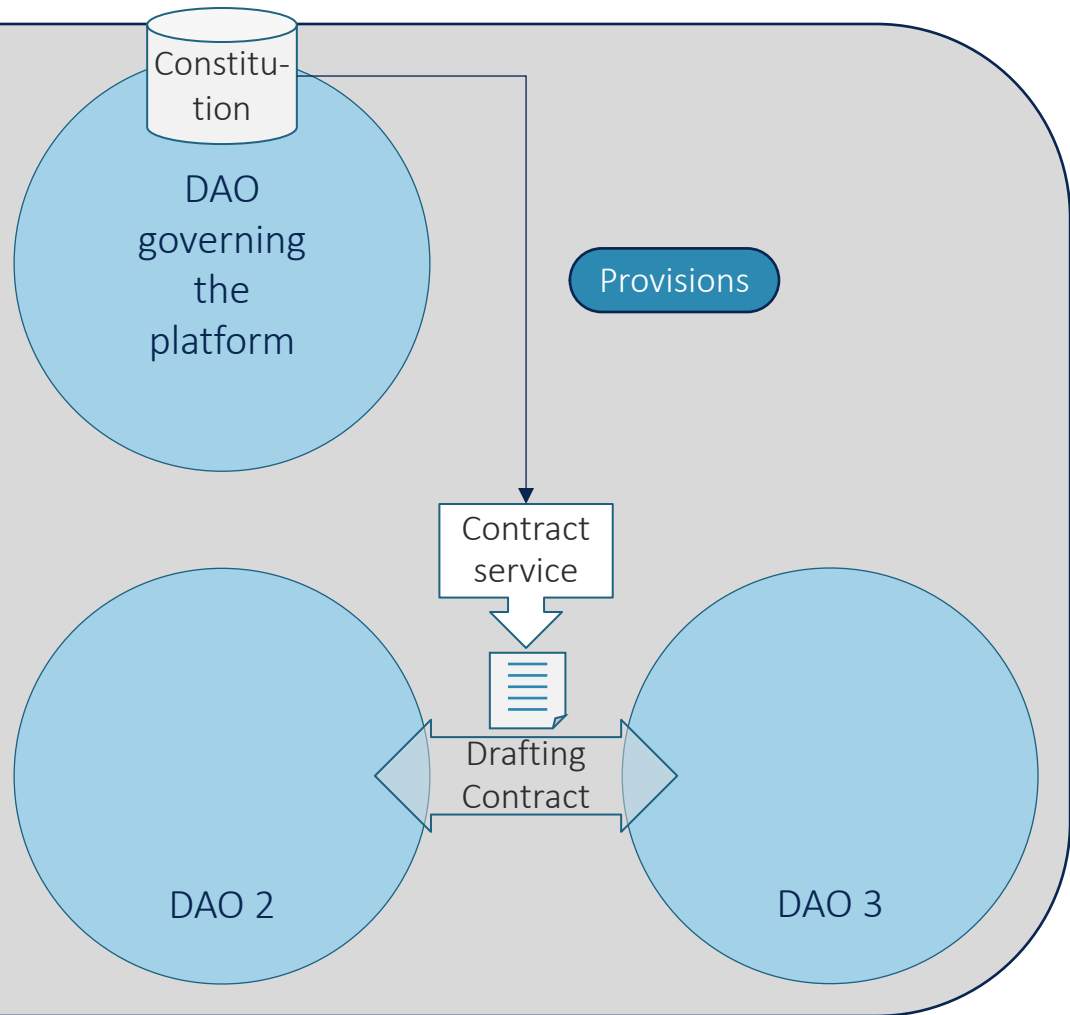 Constitu-
tion
DAO
governing
the
platform
Provisions
Contract
service
Drafting
Contract
DAO 2
DAO 3